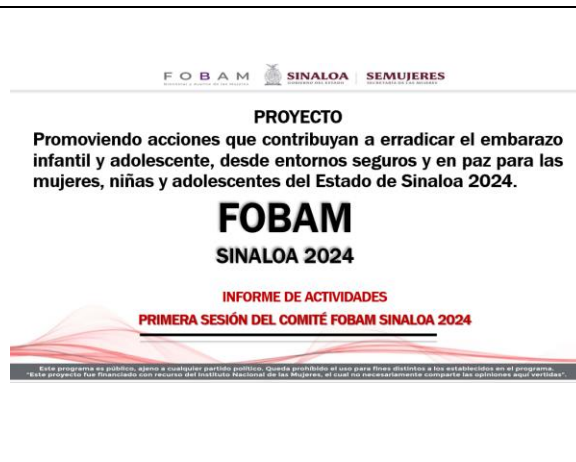 FOBAM SINALOA SEMUJERES
PROYECTO
Promoviendo acciones que contribuyan a erradicar el embarazo
infantil y adolescente, desde entornos seguros y en paz para las
mujeres, niñas y adolescentes del Estado de Sinaloa 2024.
FOBAM
SINALOA 2024
INFORME DE ACTIVIDADES
PRIMERA SESIÓN DEL COMITÉ FOBAM SINALOA 2024
Este programa es público, ajeno a cualquier partido político. Queda prohibido el uso para fines distintos a los establecidos en el programa.
"Este proyecto fue financiado con recurso del Instituto Nacional de las Mujeres, el cual no necesariamente comparte las opiniones aquí vertidas".